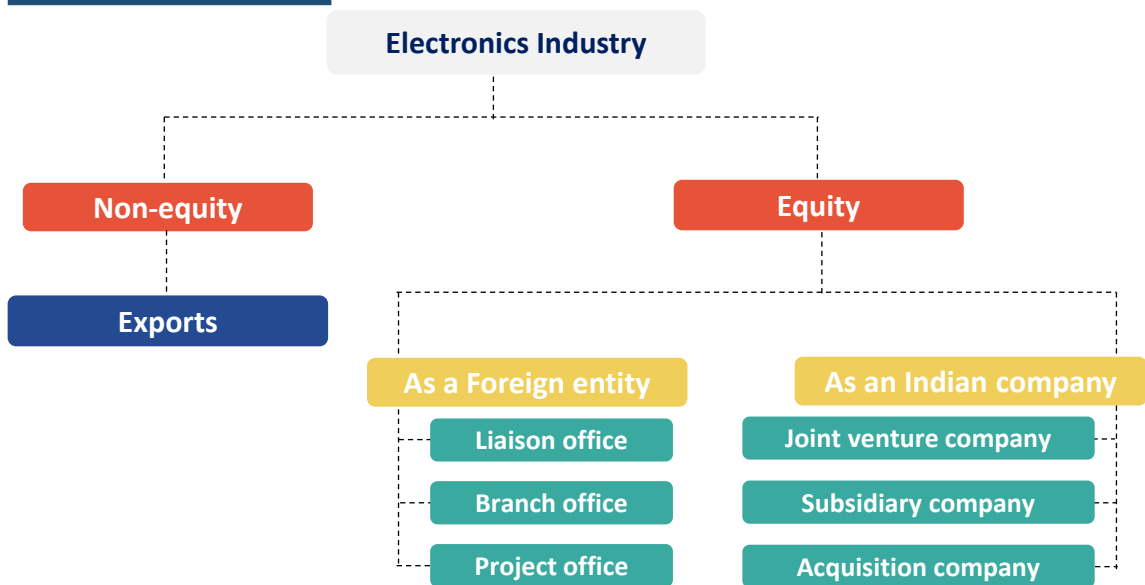 Electronics Industry
Non-equity
Equity
Exports
As a Foreign entity
As an Indian company
Liaison office
Joint venture company
Branch office
Subsidiary company
Project office
Acquisition company